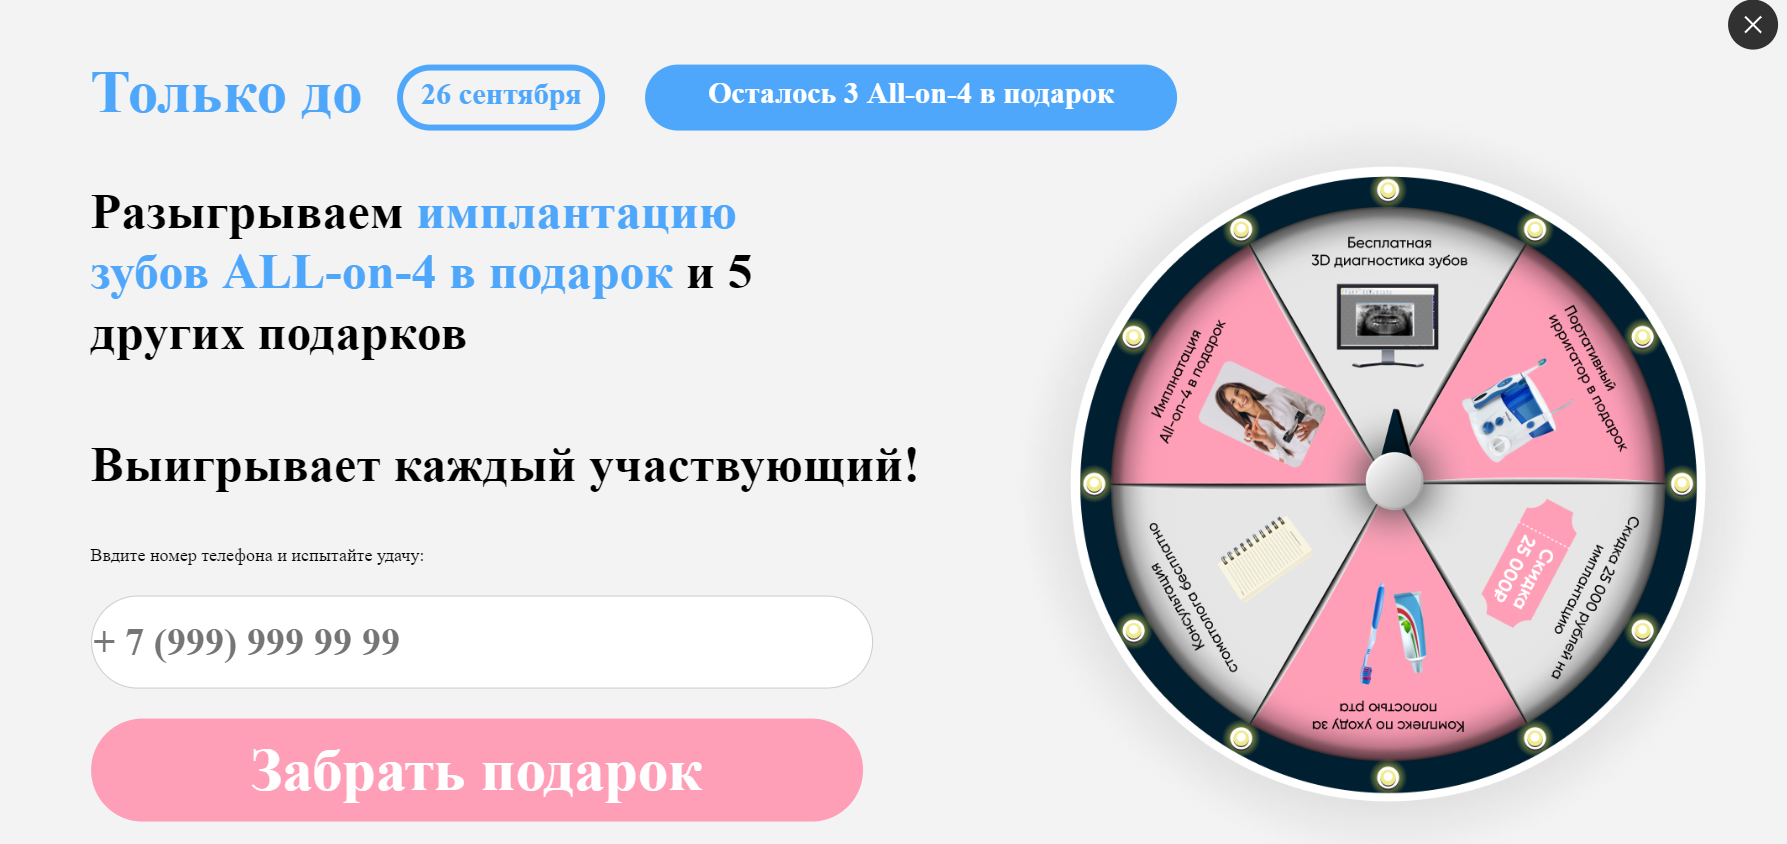 Только до
26 сентября
Осталось 3 All-on-4 в подарок
Разыгрываем имплантацию
зубов ALL-on-4 в подарок и 5
других подарков
Выигрывает каждый участвующий!
Ввдите номер телефона и испытайте удачу:
+ 7 (999) 999 99 99
Забрать подарок
Бесплатная
3D диагностика зубов
Портативный
ирригатор в подарок
Скидка 25 000 рублей на
имплантацию
Скидка
25 000₽
Комплекс по уходу за
полостью рта
Консультация
стоматолога бесплатно
Имплнатация
All-on-4 в подарок